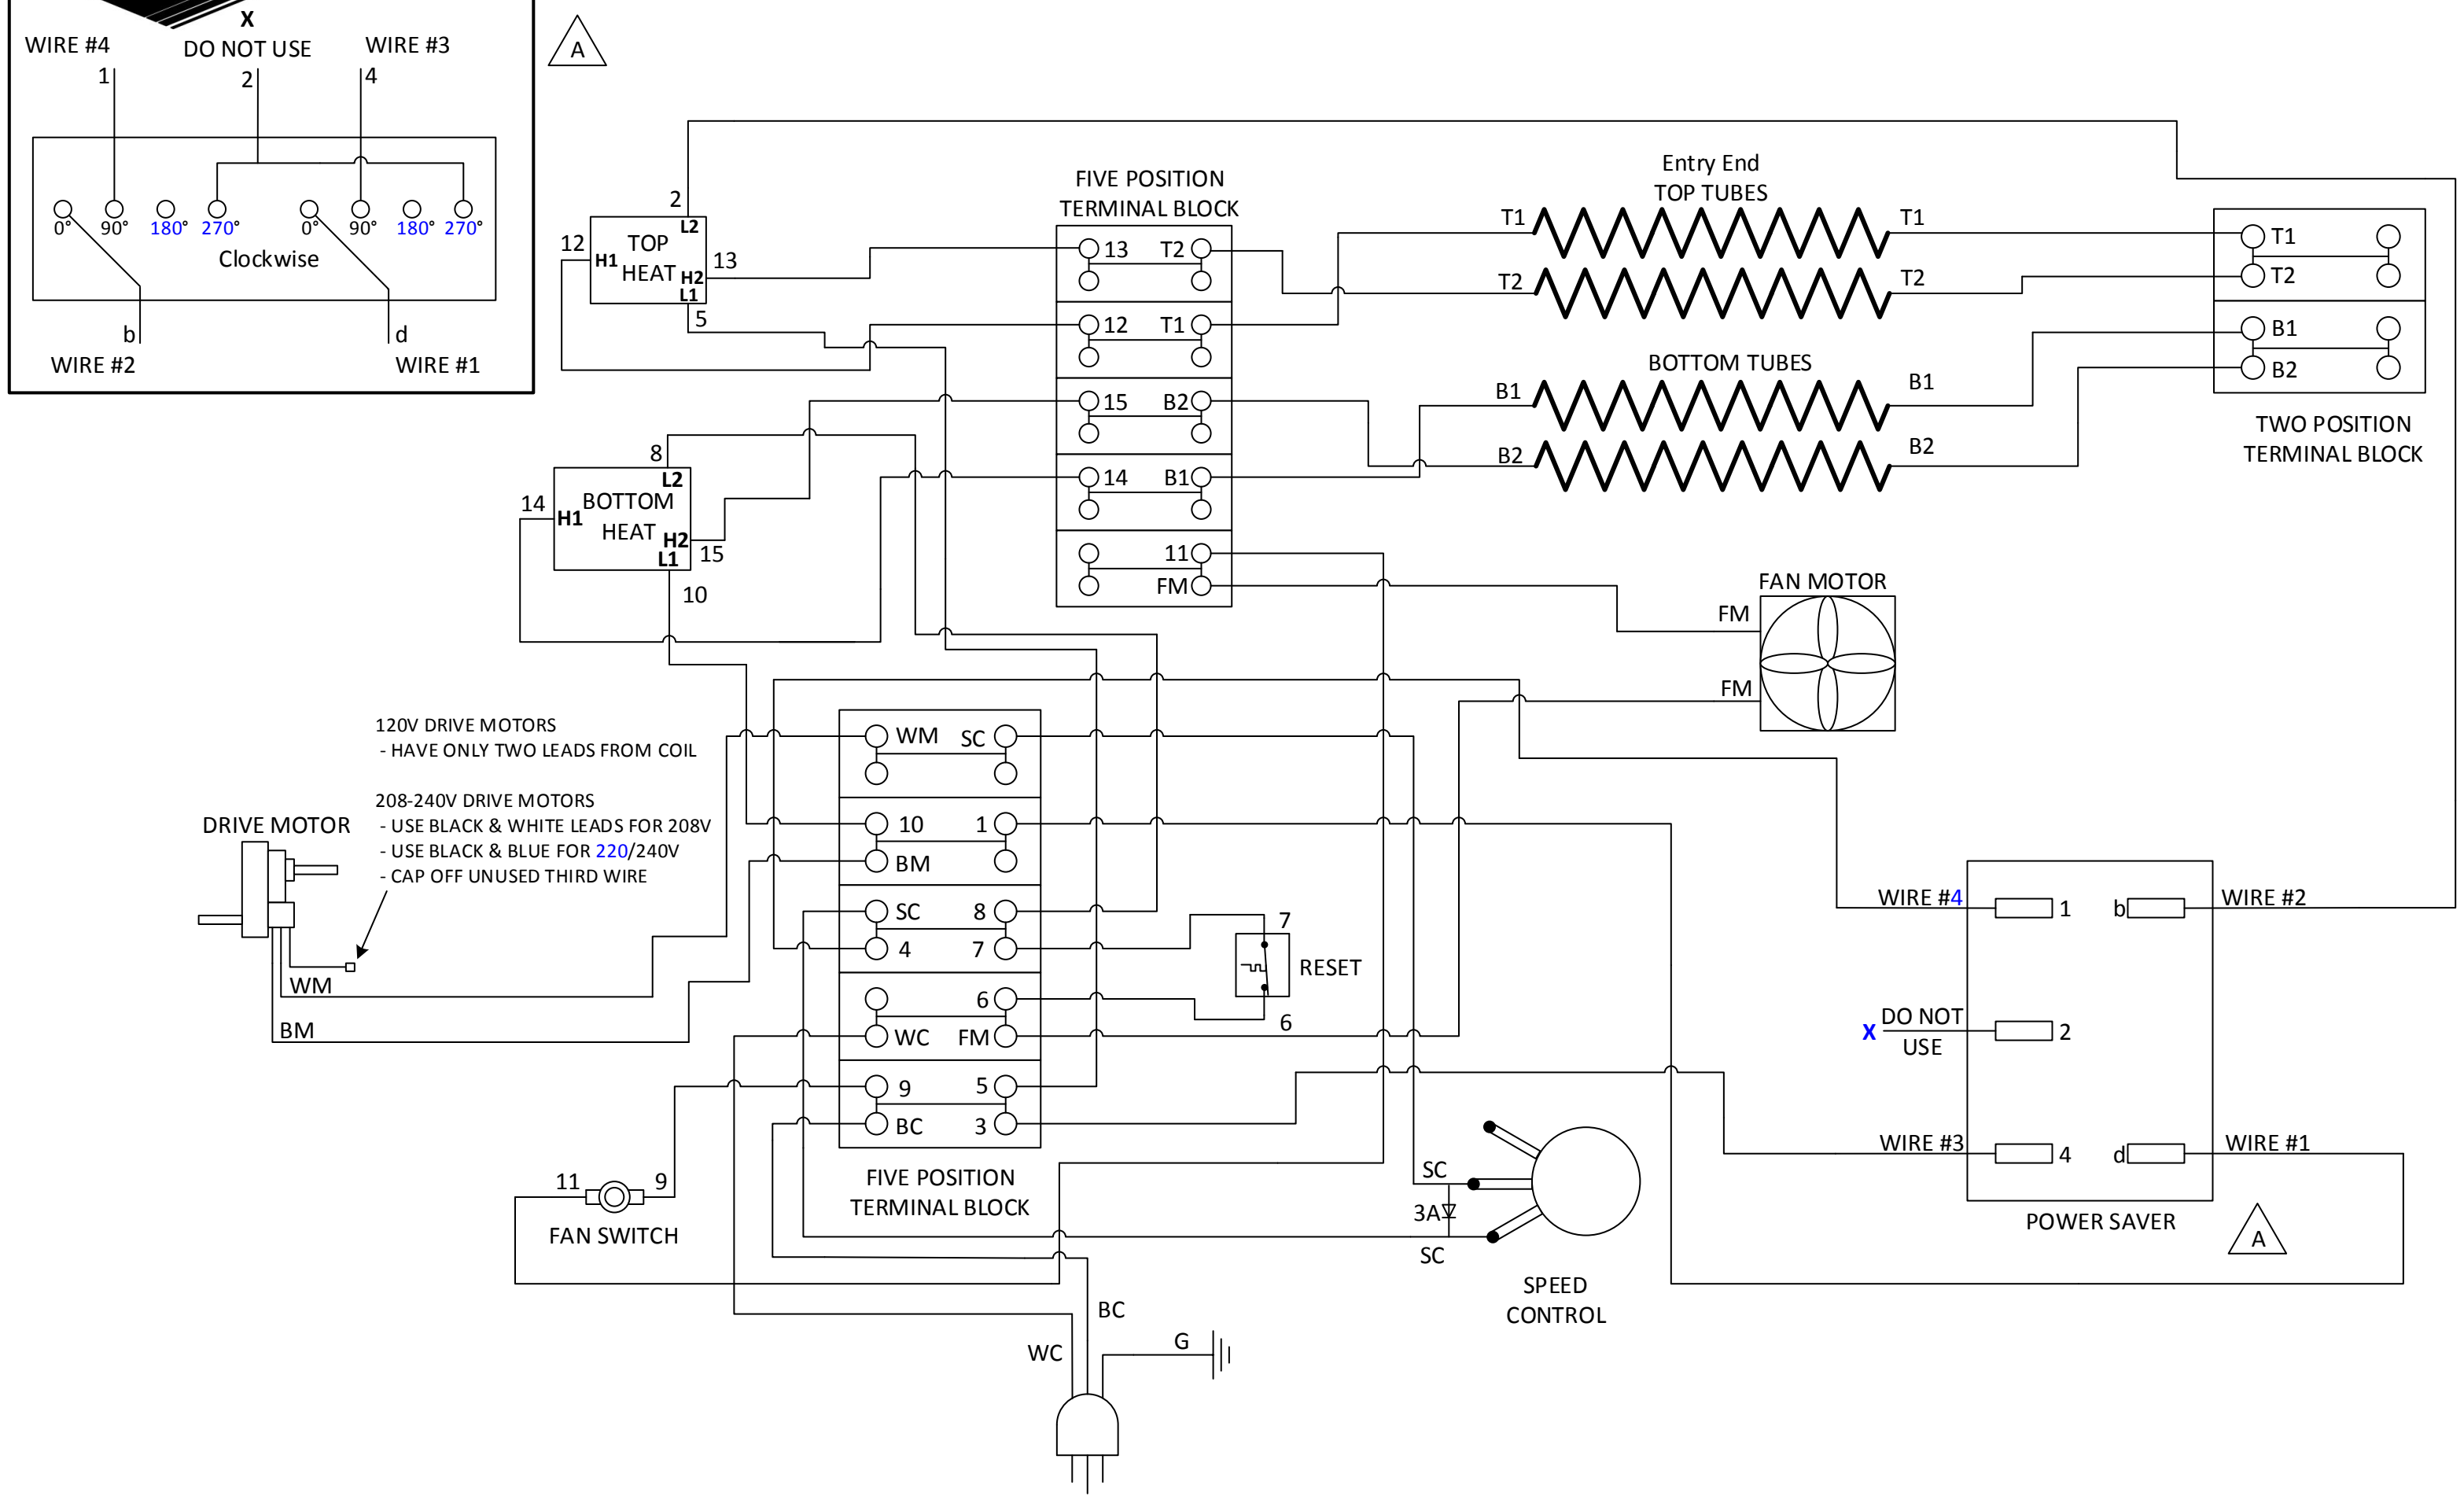 X
WIRE #4
DO NOT USE
WIRE #3
1
2
4
0°
90°
180°
270°
0°
90°
180°
270°
Clockwise
b
d
WIRE #2
WIRE #1
A
2
L2
12
H1
TOP
HEAT
H2
13
L1
5
FIVE POSITION
TERMINAL BLOCK
13
T2
12
T1
15
B2
14
B1
11
FM
Entry End
TOP TUBES
T1
T1
T2
T2
BOTTOM TUBES
B1
B1
B2
B2
T1
T2
B1
B2
TWO POSITION
TERMINAL BLOCK
8
L2
14
H1
BOTTOM
HEAT
H2
15
L1
10
FAN MOTOR
FM
FM
120V DRIVE MOTORS
- HAVE ONLY TWO LEADS FROM COIL
208-240V DRIVE MOTORS
- USE BLACK & WHITE LEADS FOR 208V
- USE BLACK & BLUE FOR 220/240V
- CAP OFF UNUSED THIRD WIRE
DRIVE MOTOR
WM
BM
WM
SC
10
1
BM
SC
8
4
7
6
WC
FM
9
5
BC
3
FIVE POSITION
TERMINAL BLOCK
7
RESET
6
11
9
FAN SWITCH
SC
3A
SC
SPEED
CONTROL
WIRE #4
1
b
WIRE #2
X
DO NOT
USE
2
WIRE #3
4
d
WIRE #1
POWER SAVER
A
BC
WC
G